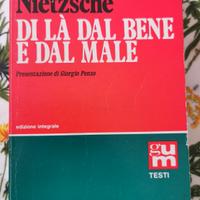 Nietzsche
DI LÀ DAL BENE
E DAL MALE
Presentazione di Giorgio Penzo
edizione integrale
gum
TESTI